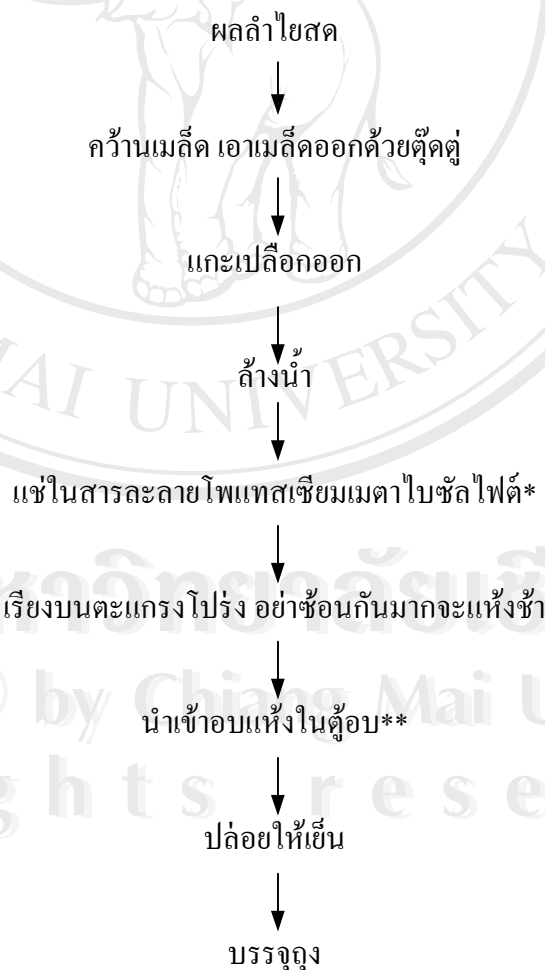 ผลลำไยสด
คว้านเมล็ด เอาเมล็ดออกด้วยตุ๊ดตู่
แกะเปลือกออก
ล้างน้ำ
แช่ในสารละลายโพแทสเซียมเมตาไบซัลไฟต์*
เรียงบนตะแกรงโปร่ง อย่าซ้อนกันมากจะแห้งช้า
นำเข้าอบแห้งในตู้อบ**
ปล่อยให้เย็น
บรรจุถุง
MAI UNIVERSITY
by Chiang Mai U
ghts rese